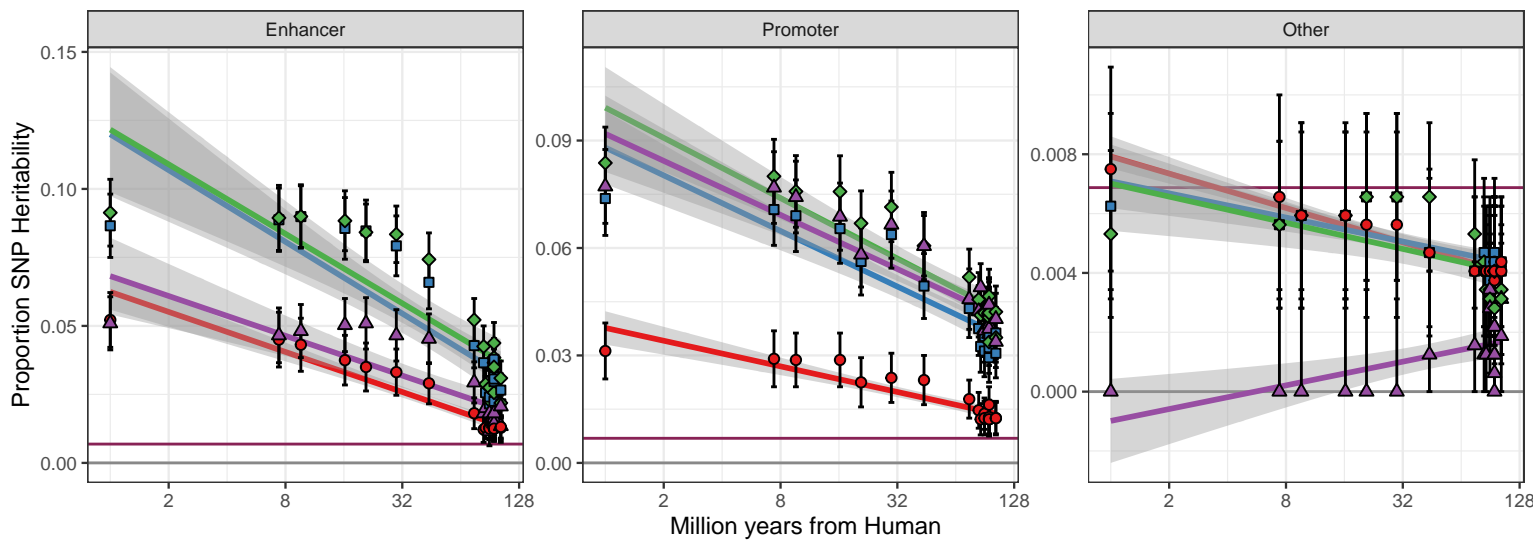 Enhancer
Promoter
Other
Proportion SNP Heritability
0.15
0.10
0.05
0.00
0.09
0.06
0.03
0.00
0.008
0.004
0.000
2 8 32 128
2 8 32 128
2 8 32 128
Million years from Human